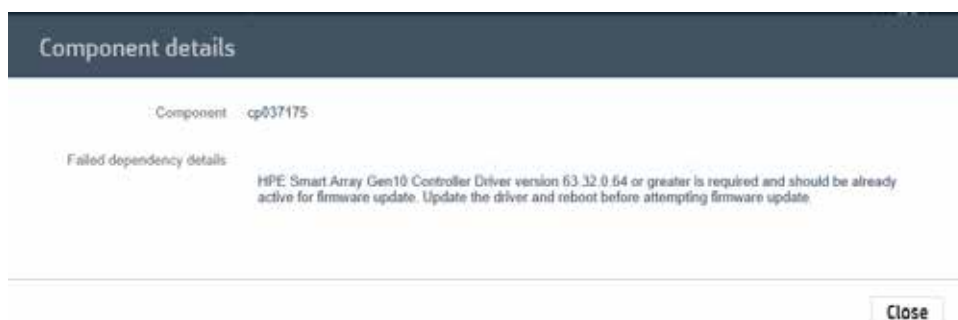 Component details
Component cp037175
Failed dependency details
HPE Smart Array Gen10 Controller Driver version 63.32.0.64 or greater is required and should be already
active for firmware update. Update the driver and reboot before attempting firmware update
Close